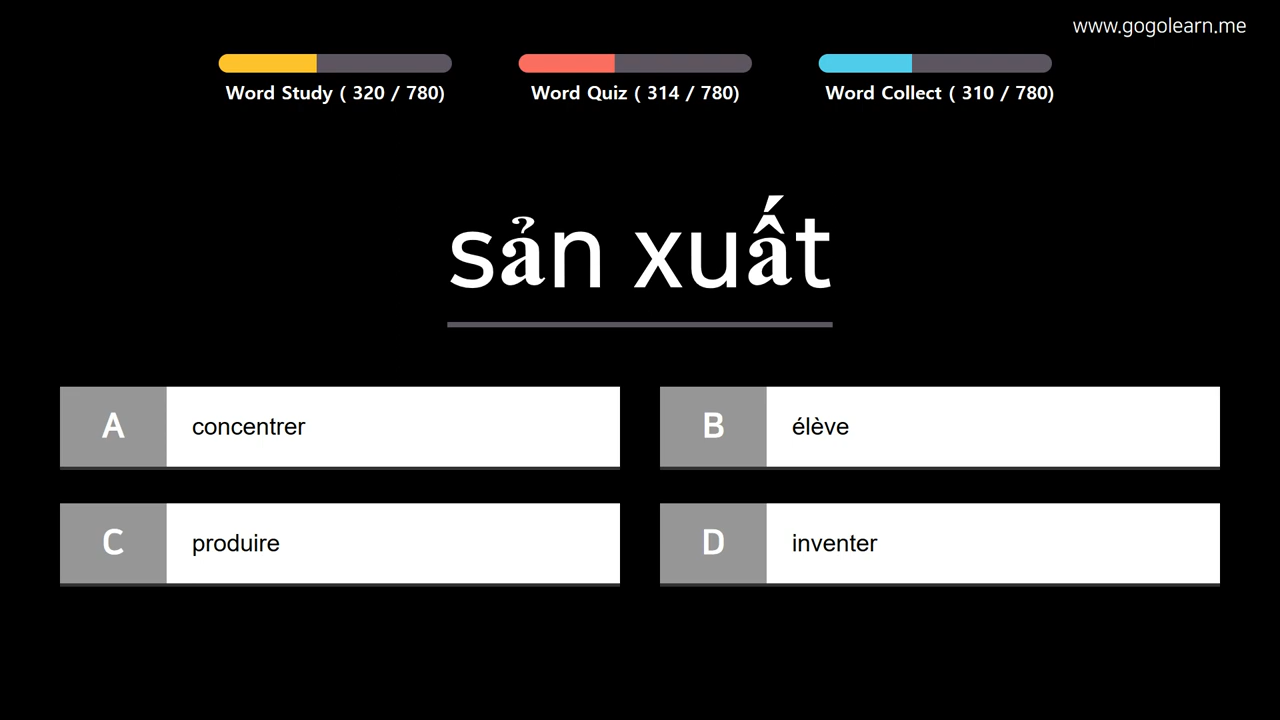 www.gogolearn.me
Word Study ( 320 / 780)
Word Quiz ( 314 / 780)
Word Collect ( 310 / 780)
sản xuất
A concentrer
B élève
C produire
D inventer